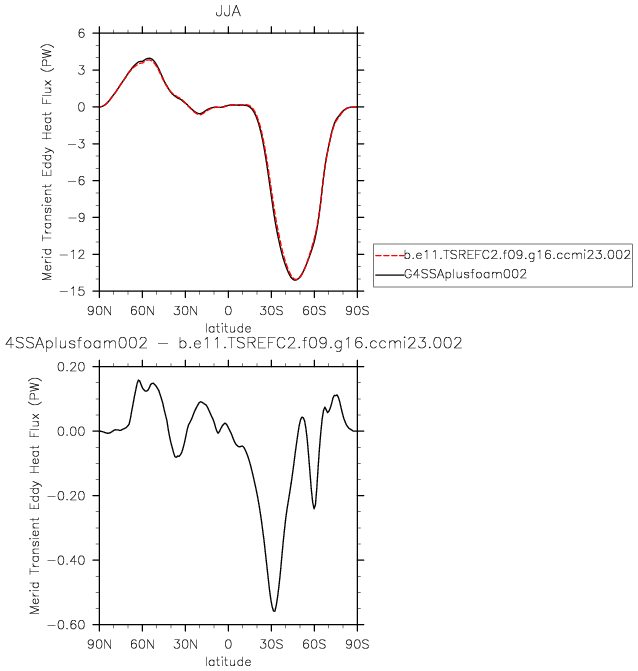 JJA
Merid Transient Eddy Heat Flux (PW)
6
3
0
−3
−6
−9
−12
−15
90N 60N 30N 0 30S 60S 90S
latitude
b.e11.TSREFC2.f09.g16.ccmi23.002
G4SSAplusfoam002
4SSAplusfoam002 − b.e11.TSREFC2.f09.g16.ccmi23.002
Merid Transient Eddy Heat Flux (PW)
0.20
0.00
−0.20
−0.40
−0.60
90N 60N 30N 0 30S 60S 90S
latitude